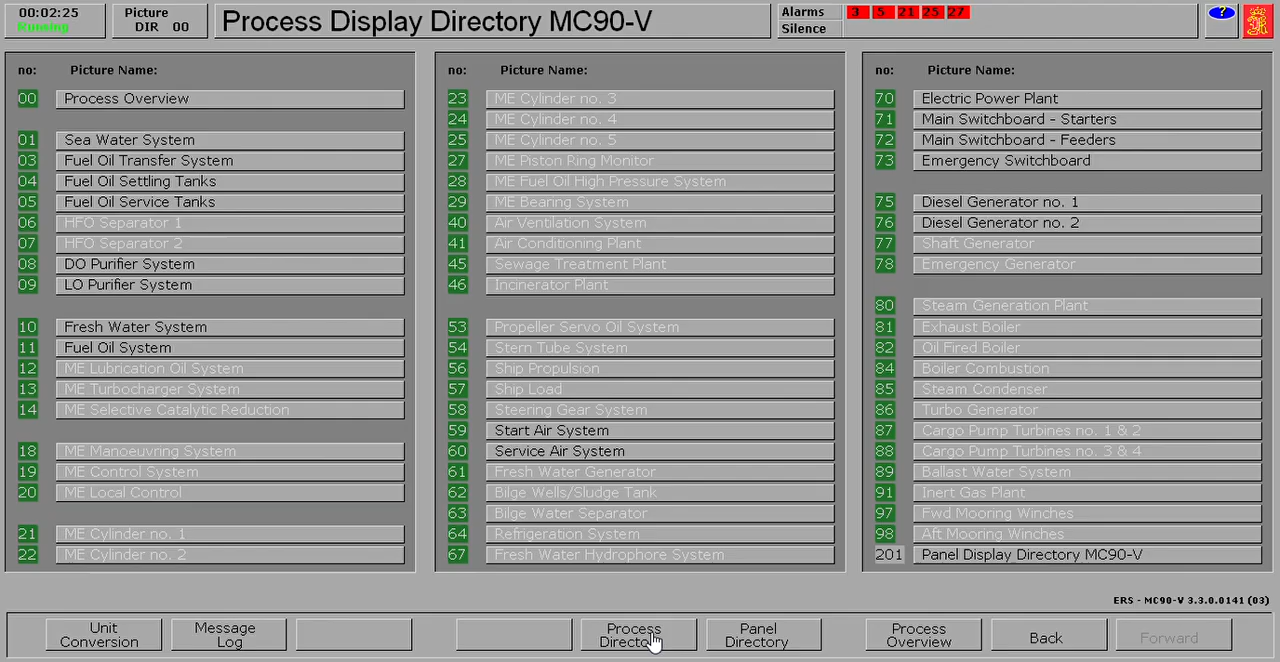 00:02:25
Running
Picture
DIR 00
Process Display Directory MC90-V
Alarms
Silence
3 5 21 25 27
?
no: Picture Name:
00 Process Overview
01 Sea Water System
03 Fuel Oil Transfer System
04 Fuel Oil Settling Tanks
05 Fuel Oil Service Tanks
06 HFO Separator 1
07 HFO Separator 2
08 DO Purifier System
09 LO Purifier System
10 Fresh Water System
11 Fuel Oil System
12 ME Lubrication Oil System
13 ME Turbocharger System
14 ME Selective Catalytic Reduction
18 ME Manoeuvring System
19 ME Control System
20 ME Local Control
21 ME Cylinder no. 1
22 ME Cylinder no. 2
no: Picture Name:
23 ME Cylinder no. 3
24 ME Cylinder no. 4
25 ME Cylinder no. 5
27 ME Piston Ring Monitor
28 ME Fuel Oil High Pressure System
29 ME Bearing System
40 Air Ventilation System
41 Air Conditioning Plant
45 Sewage Treatment Plant
46 Incinerator Plant
53 Propeller Servo Oil System
54 Stern Tube System
56 Ship Propulsion
57 Ship Load
58 Steering Gear System
59 Start Air System
60 Service Air System
61 Fresh Water Generator
62 Bilge Wells/Sludge Tank
63 Bilge Water Separator
64 Refrigeration System
67 Fresh Water Hydrophore System
no: Picture Name:
70 Electric Power Plant
71 Main Switchboard - Starters
72 Main Switchboard - Feeders
73 Emergency Switchboard
75 Diesel Generator no. 1
76 Diesel Generator no. 2
77 Shaft Generator
78 Emergency Generator
80 Steam Generation Plant
81 Exhaust Boiler
82 Oil Fired Boiler
84 Boiler Combustion
85 Steam Condenser
86 Turbo Generator
87 Cargo Pump Turbines no. 1 & 2
88 Cargo Pump Turbines no. 3 & 4
89 Ballast Water System
91 Inert Gas Plant
97 Fwd Mooring Winches
98 Aft Mooring Winches
201 Panel Display Directory MC90-V
ERS - MC90-V 3.3.0.0141 (03)
Unit
Conversion
Message
Log
Process
Directory
Panel
Directory
Process
Overview
Back
Forward